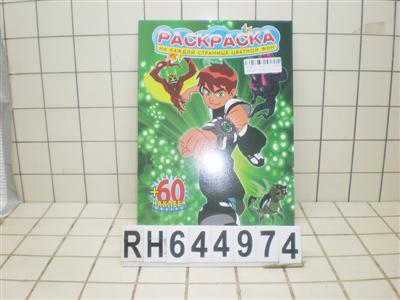 РАСКРАСКА
НА КАЖДОЙ СТРАНИЦЕ ЦВЕТНОЙ ФОН
+60
НАКЛЕЕК
RH644974